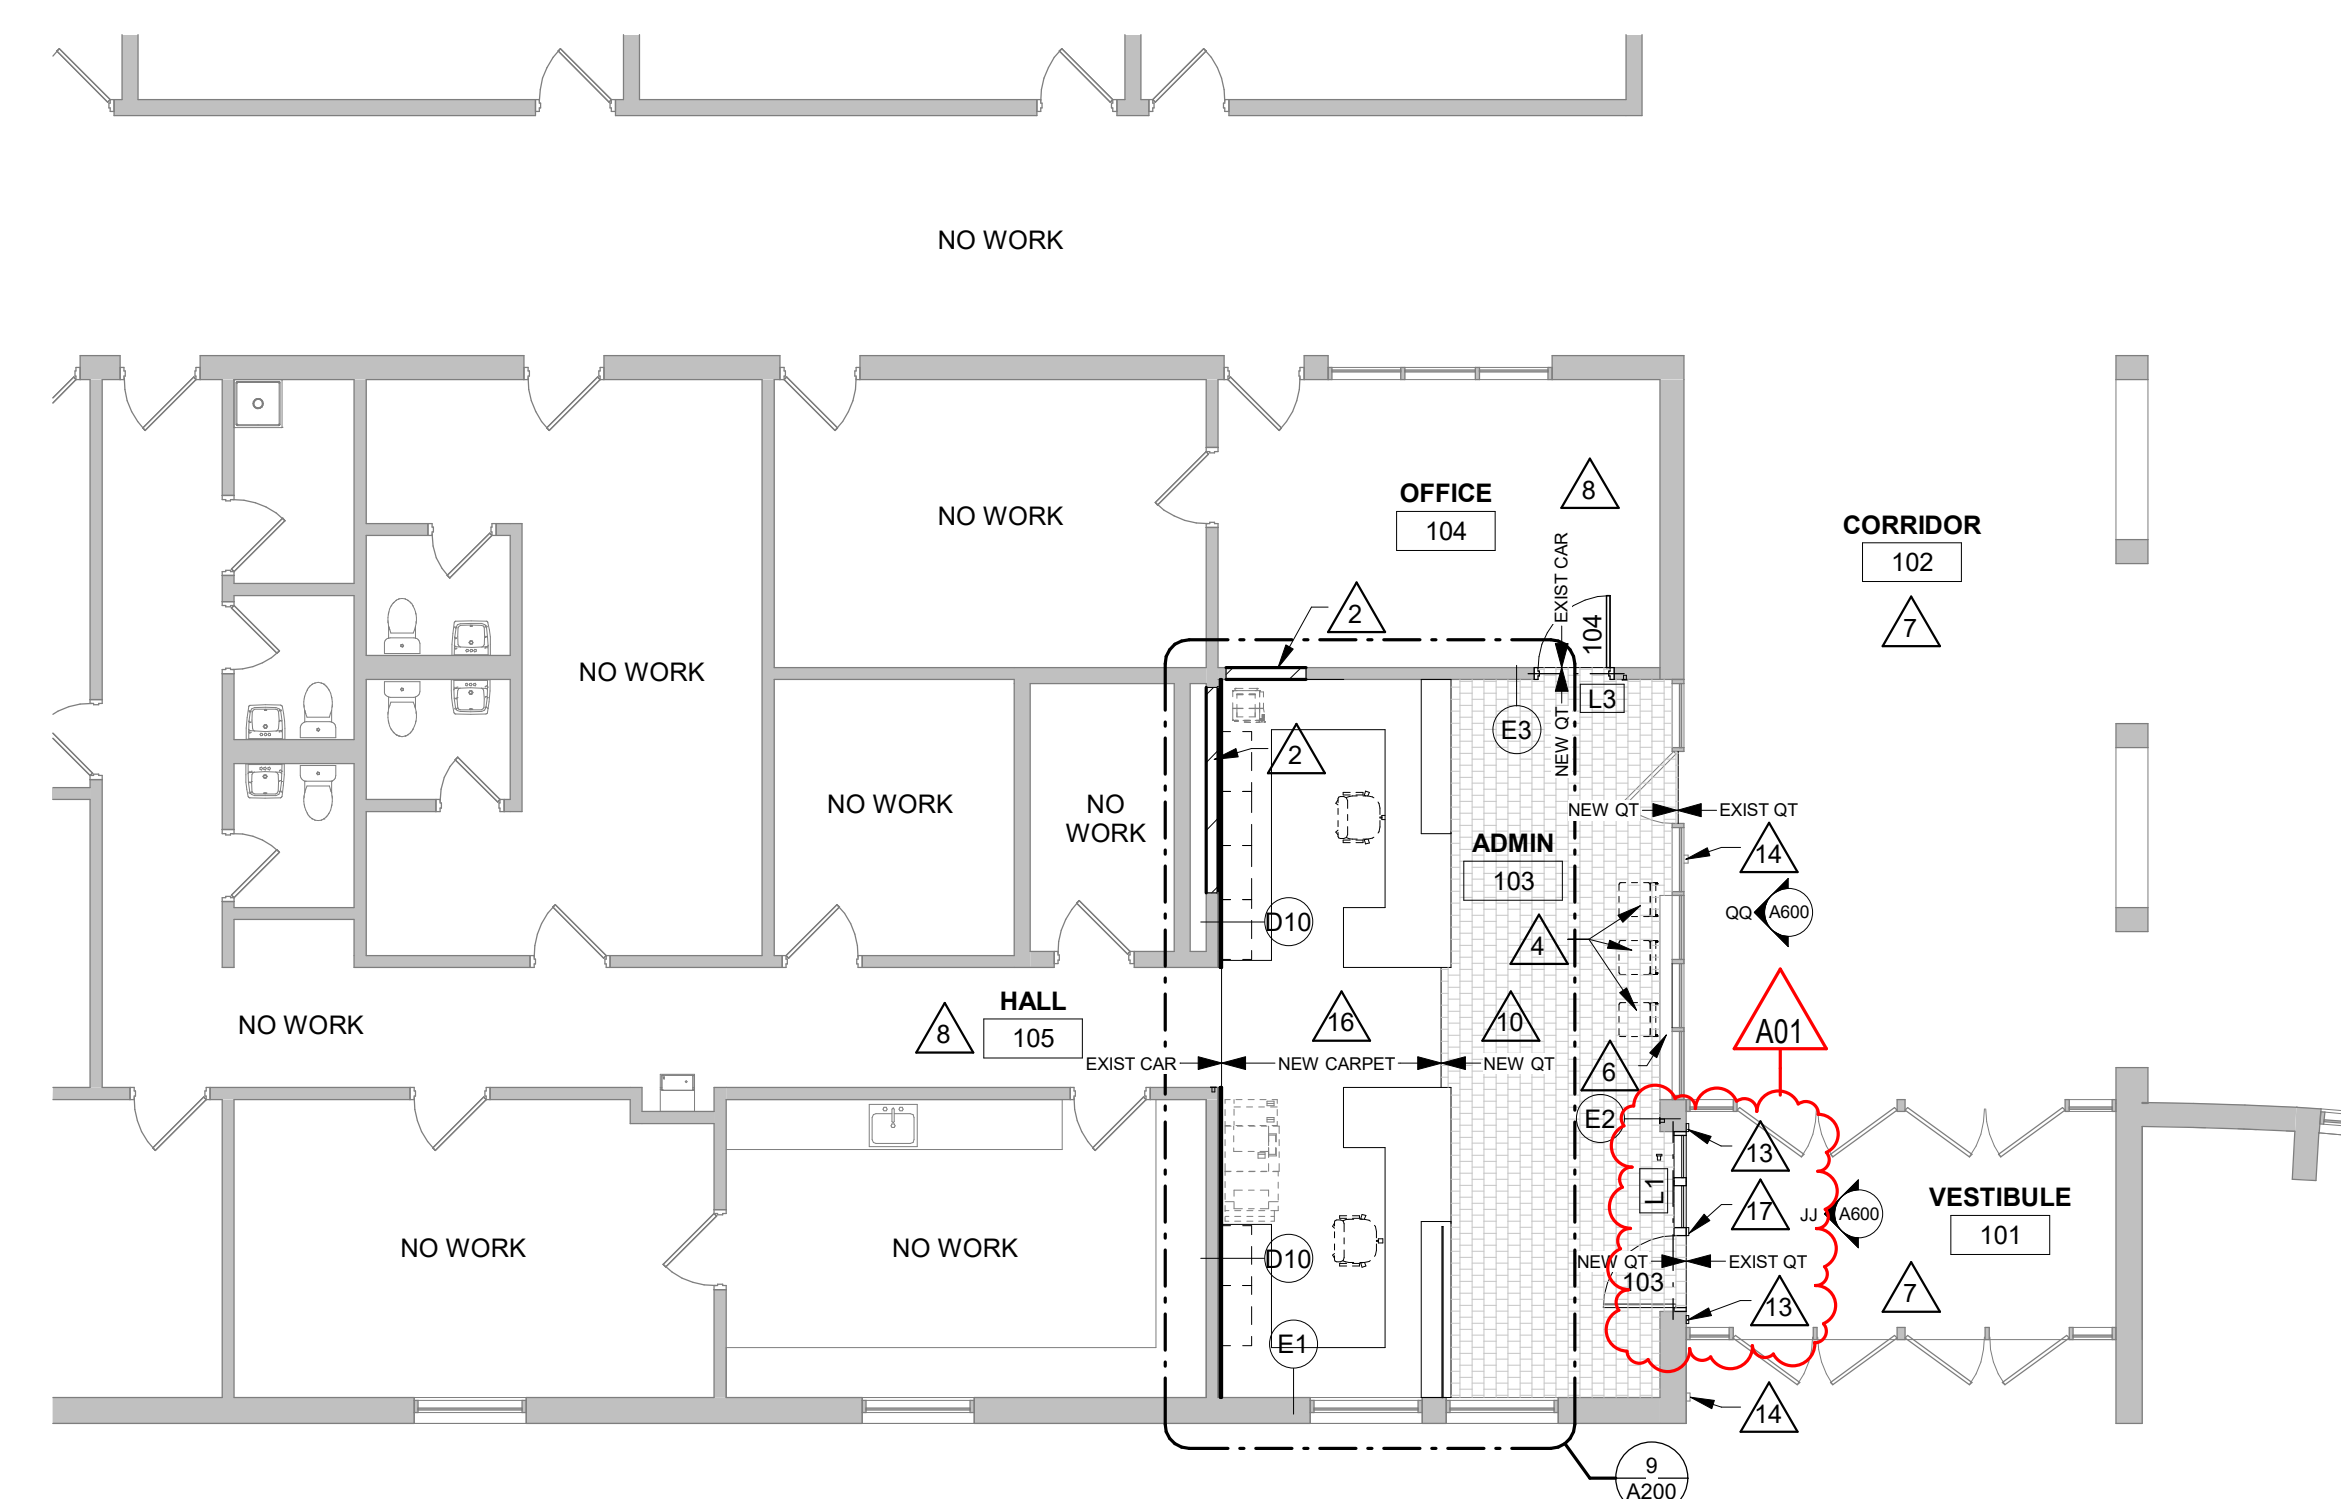 NO WORK
OFFICE
104
8
NO WORK
CORRIDOR
102
7
EXIST CAR
104
2
NO WORK
L3
E3
NEW QT
2
NO WORK
NO
WORK
NEW QT
EXIST QT
ADMIN
103
14
QQ
A600
D10
4
HALL
105
8
NO WORK
16
10
A01
EXIST CAR
NEW CARPET
NEW QT
6
E2
13
L1
17
JJ
A600
VESTIBULE
101
NO WORK
NO WORK
D10
NEW QT
EXIST QT
103
13
7
E1
14
9
A200